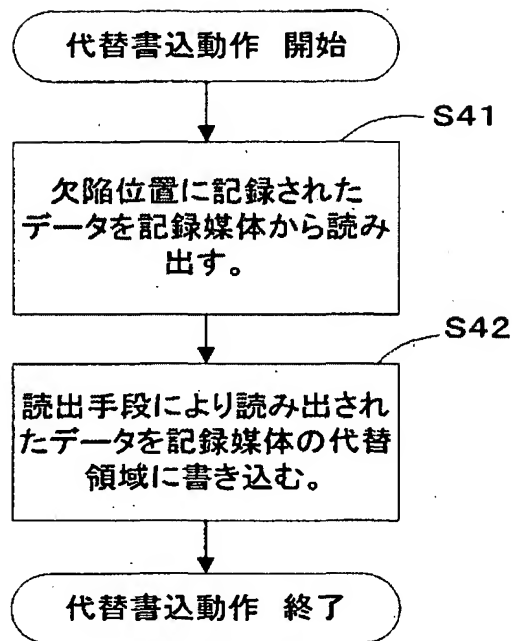 代替書込動作 開始
S41
欠陥位置に記録された
データを記録媒体から読み
出す。
S42
読出手段により読み出され
たデータを記録媒体の代替
領域に書き込む。
代替書込動作 終了